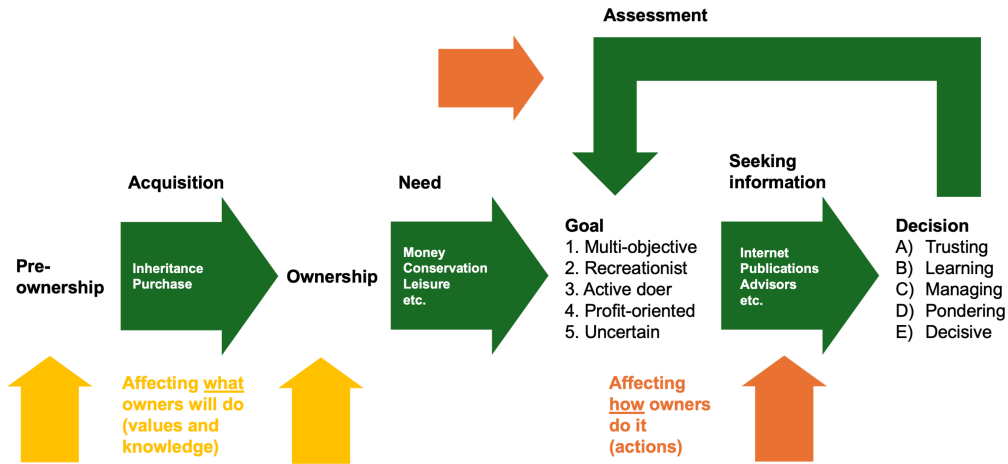 Assessment
Acquisition
Need
Seeking
information
Pre-
ownership
Inheritance
Purchase
Ownership
Money
Conservation
Leisure
etc.
Goal
1. Multi-objective
2. Recreationist
3. Active doer
4. Profit-oriented
5. Uncertain
Internet
Publications
Advisors
etc.
Decision
A) Trusting
B) Learning
C) Managing
D) Pondering
E) Decisive
Affecting what
owners will do
(values and
knowledge)
Affecting
how owners
do it
(actions)